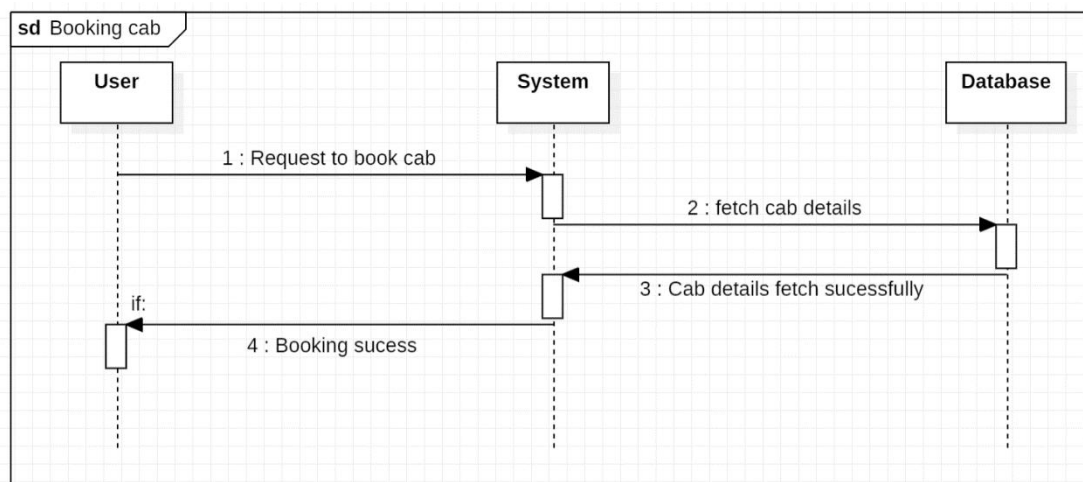 sd Booking cab
User
System
Database
1 : Request to book cab
2 : fetch cab details
3 : Cab details fetch sucessfully
if:
4 : Booking sucess